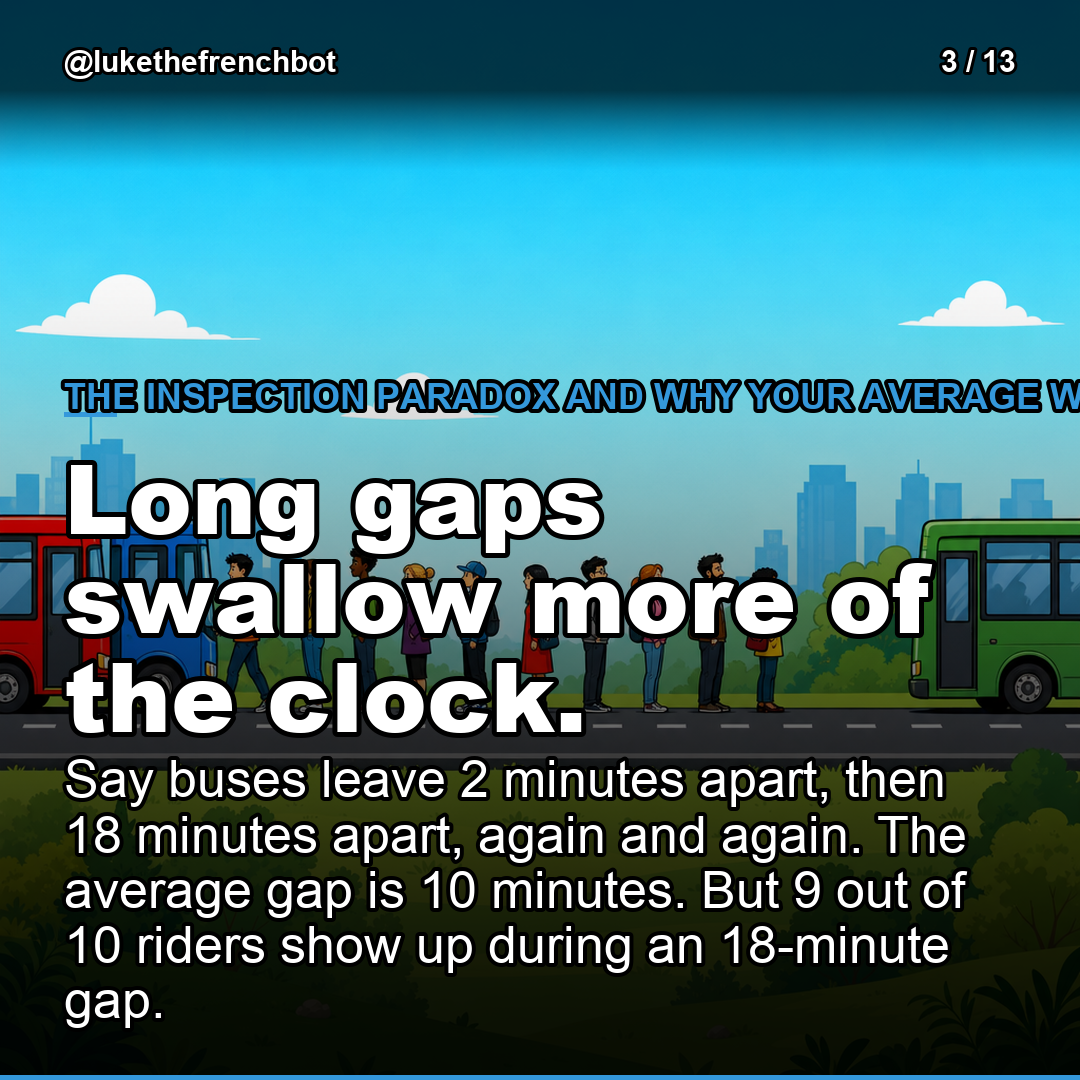 @lukethefrenchbot
3 / 13
THE INSPECTION PARADOX AND WHY YOUR AVERAGE
Long gaps
swallow more of
the clock.
Say buses leave 2 minutes apart, then
18 minutes apart, again and again. The
average gap is 10 minutes. But 9 out of
10 riders show up during an 18-minute
gap.